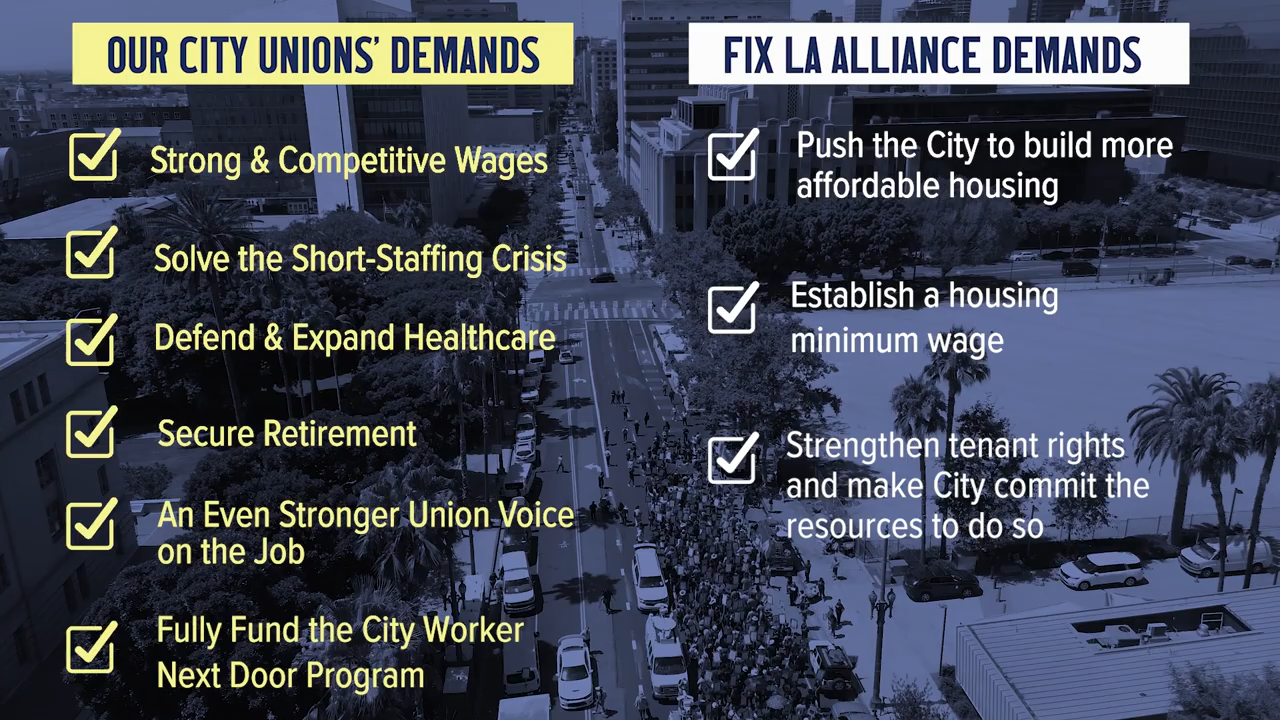 OUR CITY UNIONS' DEMANDS
Strong & Competitive Wages
Solve the Short-Staffing Crisis
Defend & Expand Healthcare
Secure Retirement
An Even Stronger Union Voice
on the Job
Fully Fund the City Worker
Next Door Program
FIX LA ALLIANCE DEMANDS
Push the City to build more
affordable housing
Establish a housing
minimum wage
Strengthen tenant rights
and make City commit the
resources to do so